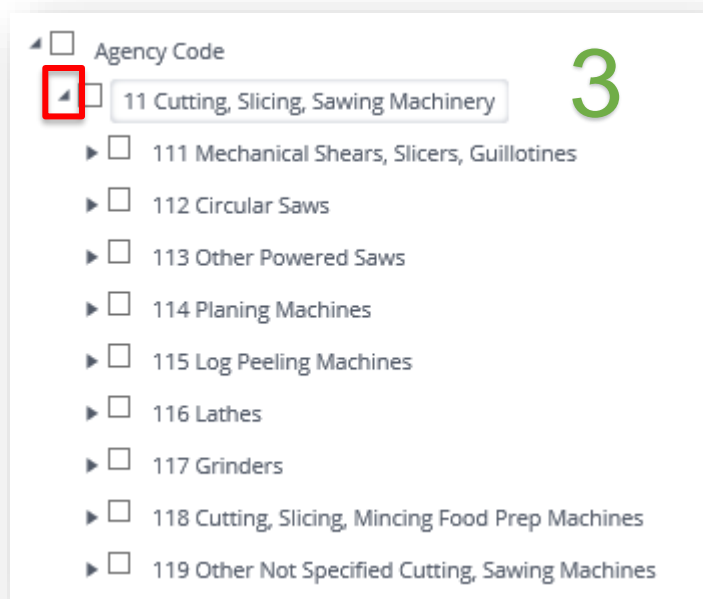 Agency Code
3
11 Cutting, Slicing, Sawing Machinery
111 Mechanical Shears, Slicers, Guillotines
112 Circular Saws
113 Other Powered Saws
114 Planing Machines
115 Log Peeling Machines
116 Lathes
117 Grinders
118 Cutting, Slicing, Mincing Food Prep Machines
119 Other Not Specified Cutting, Sawing Machines